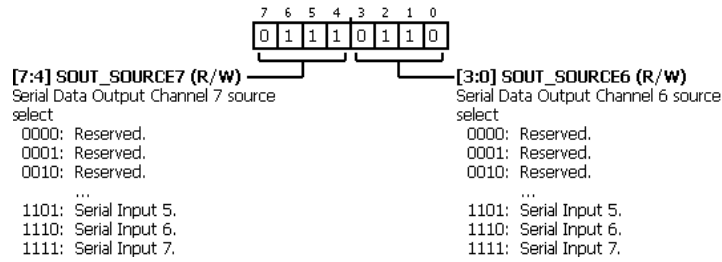 7 6 5 4 3 2 1 0
0 1 1 1 0 1 1 0
[7:4] SOUT_SOURCE7 (R/W)
Serial Data Output Channel 7 source
select
0000: Reserved.
0001: Reserved.
0010: Reserved.
...
1101: Serial Input 5.
1110: Serial Input 6.
1111: Serial Input 7.
[3:0] SOUT_SOURCE6 (R/W)
Serial Data Output Channel 6 source
select
0000: Reserved.
0001: Reserved.
0010: Reserved.
...
1101: Serial Input 5.
1110: Serial Input 6.
1111: Serial Input 7.